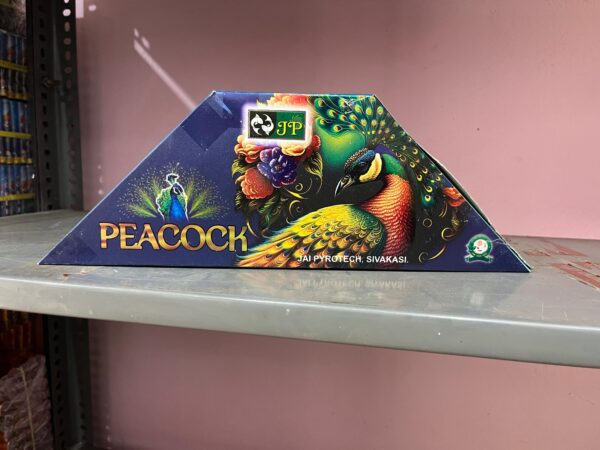 JP
PEACOCK
JAI PYROTECH, SIVAKASI.